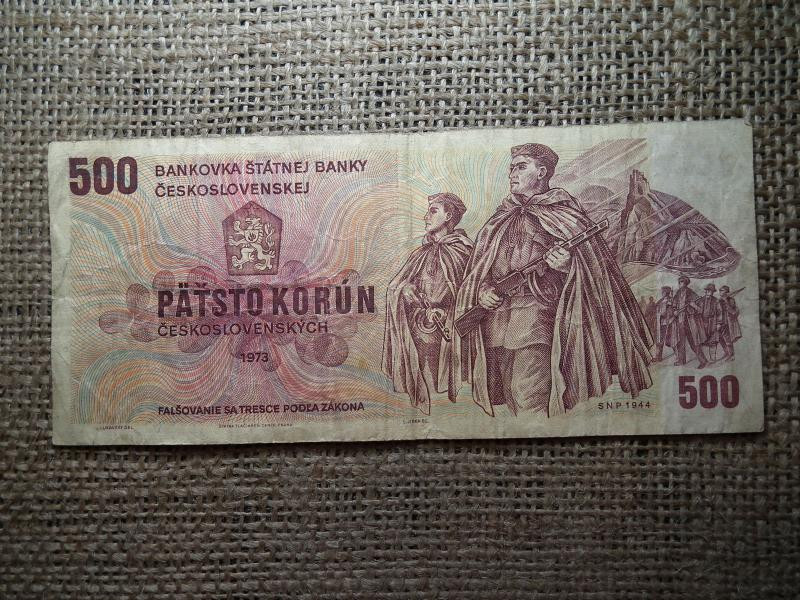 500
BANKOVKA ŠTÁTNEJ BANKY
ČESKOSLOVENSKEJ
PÄŤSTO KORÚN
ČESKOSLOVENSKÝCH
1973
FALŠOVANIE SA TRESCE PODĽA ZÁKONA
SNP 1944
500